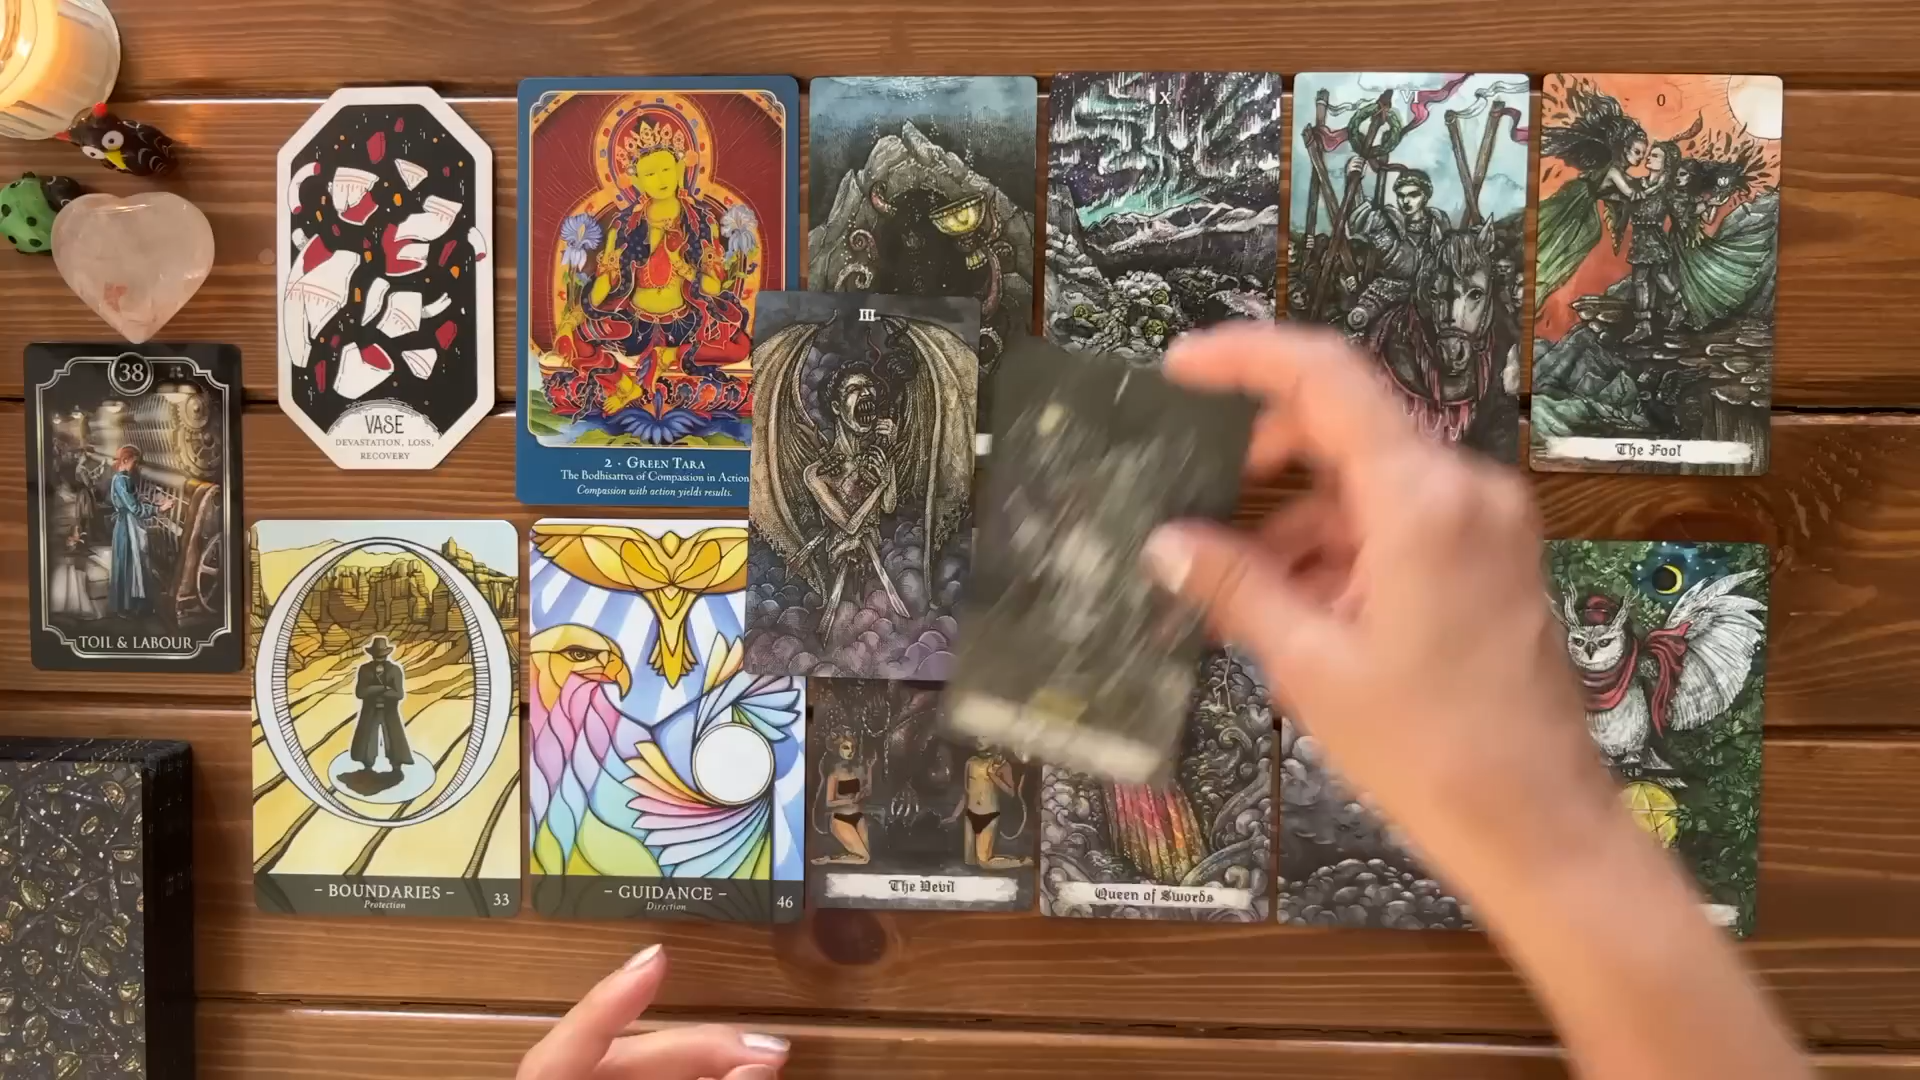 38
TOIL & LABOUR
VASE
DEVASTATION, LOSS,
RECOVERY
2 · GREEN TARA
The Bodhisattva of Compassion in Action
Compassion with action yields results.
III
IX
VI
0
The Fool
- BOUNDARIES -
Protection
33
- GUIDANCE -
Direction
46
The Devil
Queen of Swords